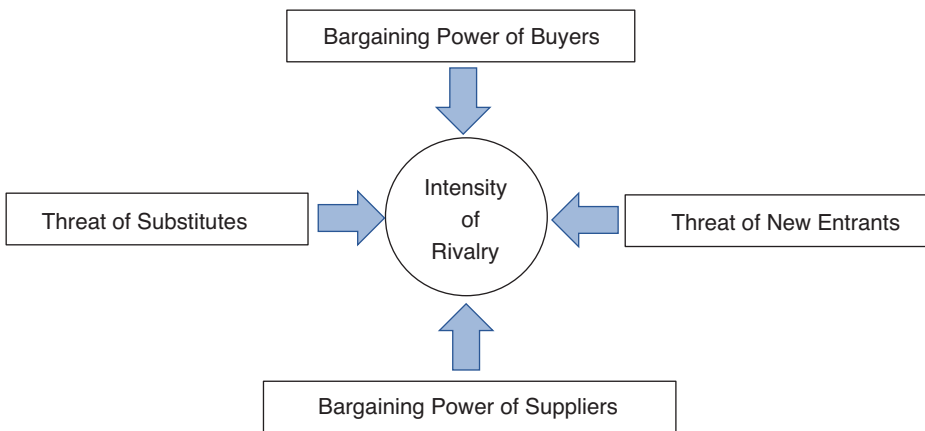 Bargaining Power of Buyers
Intensity
of
Rivalry
Threat of Substitutes
Threat of New Entrants
Bargaining Power of Suppliers